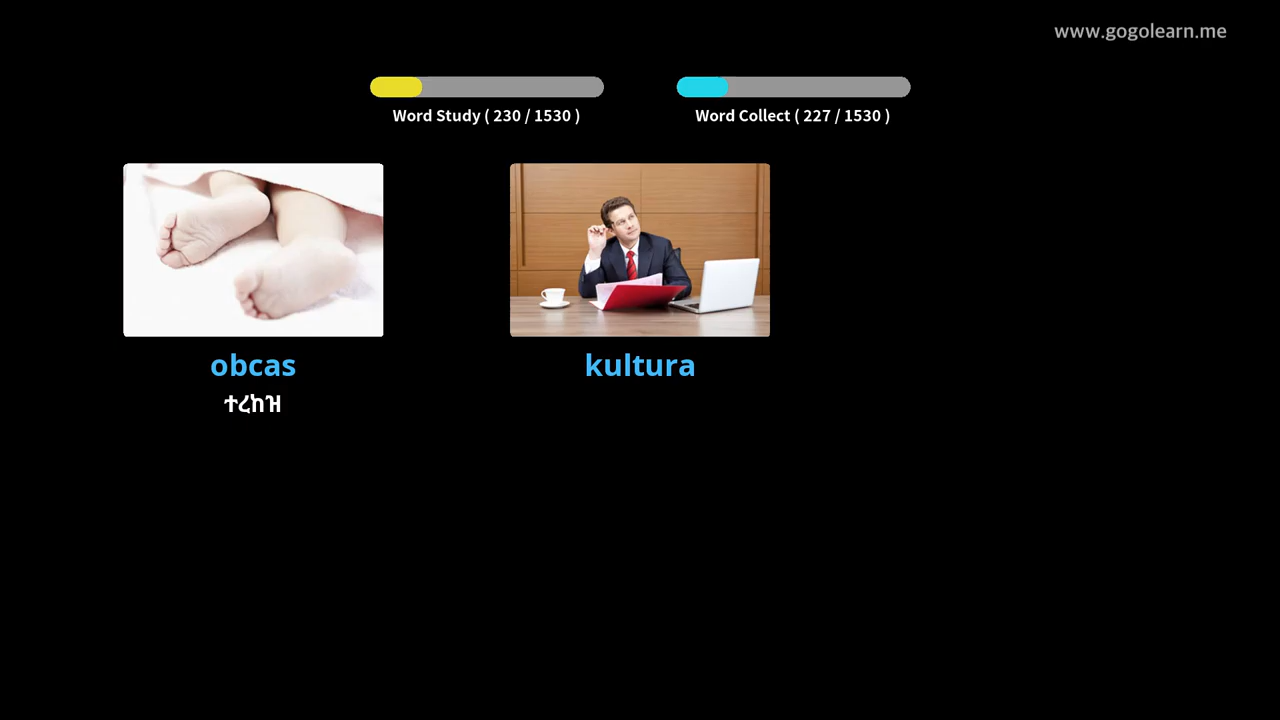 www.gogolearn.me
Word Study ( 230 / 1530 )
Word Collect ( 227 / 1530 )
obcas
kultura
ተረከዝ